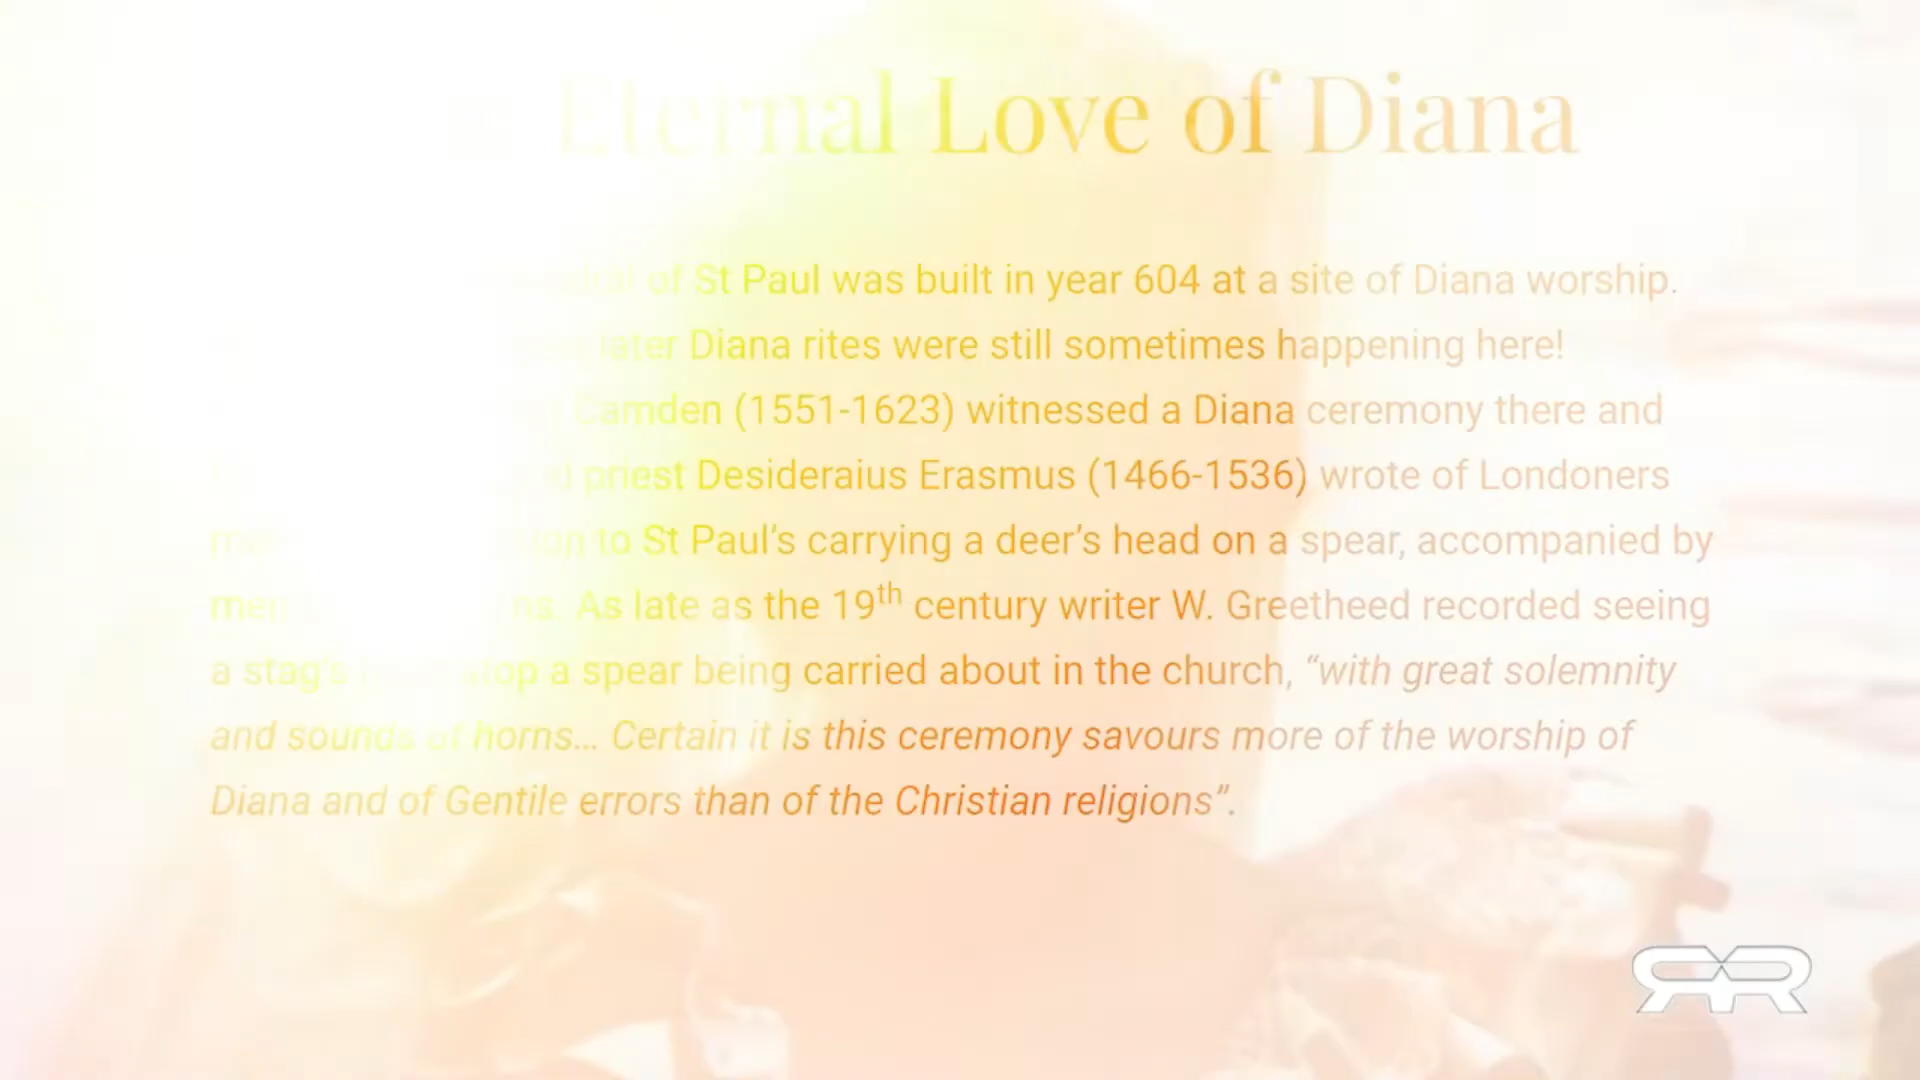 Eternal Love of Diana
of St Paul was built in year 604 at a site of Diana worship.
later Diana rites were still sometimes happening here!
Camden (1551-1623) witnessed a Diana ceremony there and
priest Desideraius Erasmus (1466-1536) wrote of Londoners
to St Paul’s carrying a deer’s head on a spear, accompanied by
men As late as the 19th century writer W. Greetheed recorded seeing
a stag’s a spear being carried about in the church, “with great solemnity
and sounds of horns... Certain it is this ceremony savours more of the worship of
Diana and of Gentile errors than of the Christian religions”.